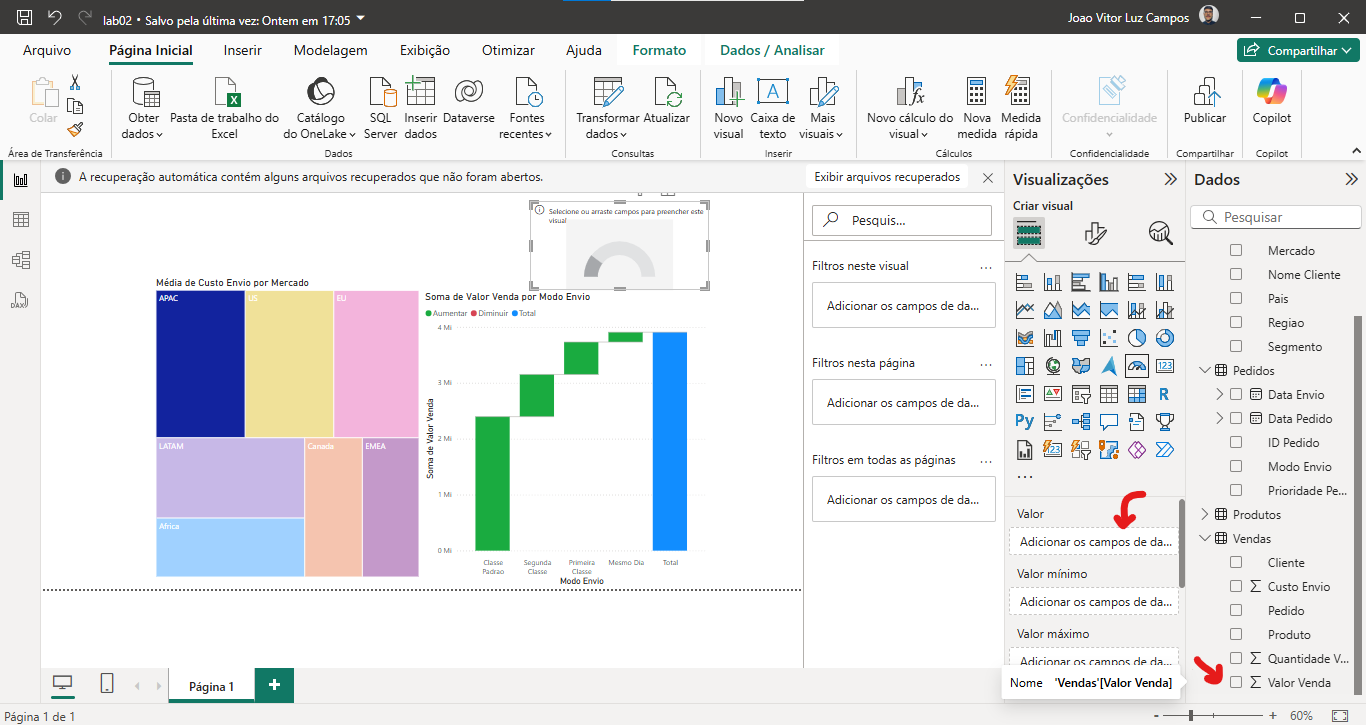 lab02 • Salvo pela última vez: Ontem em 17:05
Joao Vitor Luz Campos
Arquivo
Página Inicial
Inserir
Modelagem
Exibição
Otimizar
Ajuda
Formato
Dados / Analisar
Compartilhar
Colar
Obter dados
Pasta de trabalho do Excel
Catálogo do OneLake
SQL Server
Inserir dados
Dataverse
Fontes recentes
Transformar dados
Atualizar
Novo visual
Caixa de texto
Mais visuais
Novo cálculo do visual
Nova medida
Medida rápida
Confidencialidade
Publicar
Copilot
Área de Transferência
Dados
Consultas
Inserir
Cálculos
Confidencialidade
Compartilhar
Copilot
A recuperação automática contém alguns arquivos recuperados que não foram abertos.
Exibir arquivos recuperados
Selecione ou arraste campos para preencher este
visual
Média de Custo Envio por Mercado
APAC
US
EU
LATAM
Canada
EMEA
Africa
Soma de Valor Venda por Modo Envio
Aumentar
Diminuir
Total
4 Mi
3 Mi
2 Mi
1 Mi
0 Mi
Soma de Valor Venda
Classe Padrao
Segunda Classe
Primeira Classe
Mesmo Dia
Total
Modo Envio
Pesquis...
Filtros neste visual
Adicionar os campos de da...
Filtros nesta página
Adicionar os campos de da...
Filtros em todas as páginas
Adicionar os campos de da...
Visualizações
Criar visual
123
R
Py
123
Valor
Adicionar os campos de da...
Valor mínimo
Adicionar os campos de da...
Valor máximo
Adicionar os campos de da...
Nome 'Vendas'[Valor Venda]
Dados
Pesquisar
Mercado
Nome Cliente
Pais
Regiao
Segmento
Pedidos
Data Envio
Data Pedido
ID Pedido
Modo Envio
Prioridade Pe...
Produtos
Vendas
Cliente
Custo Envio
Pedido
Produto
Quantidade V...
Valor Venda
Página 1
Página 1 de 1
60%